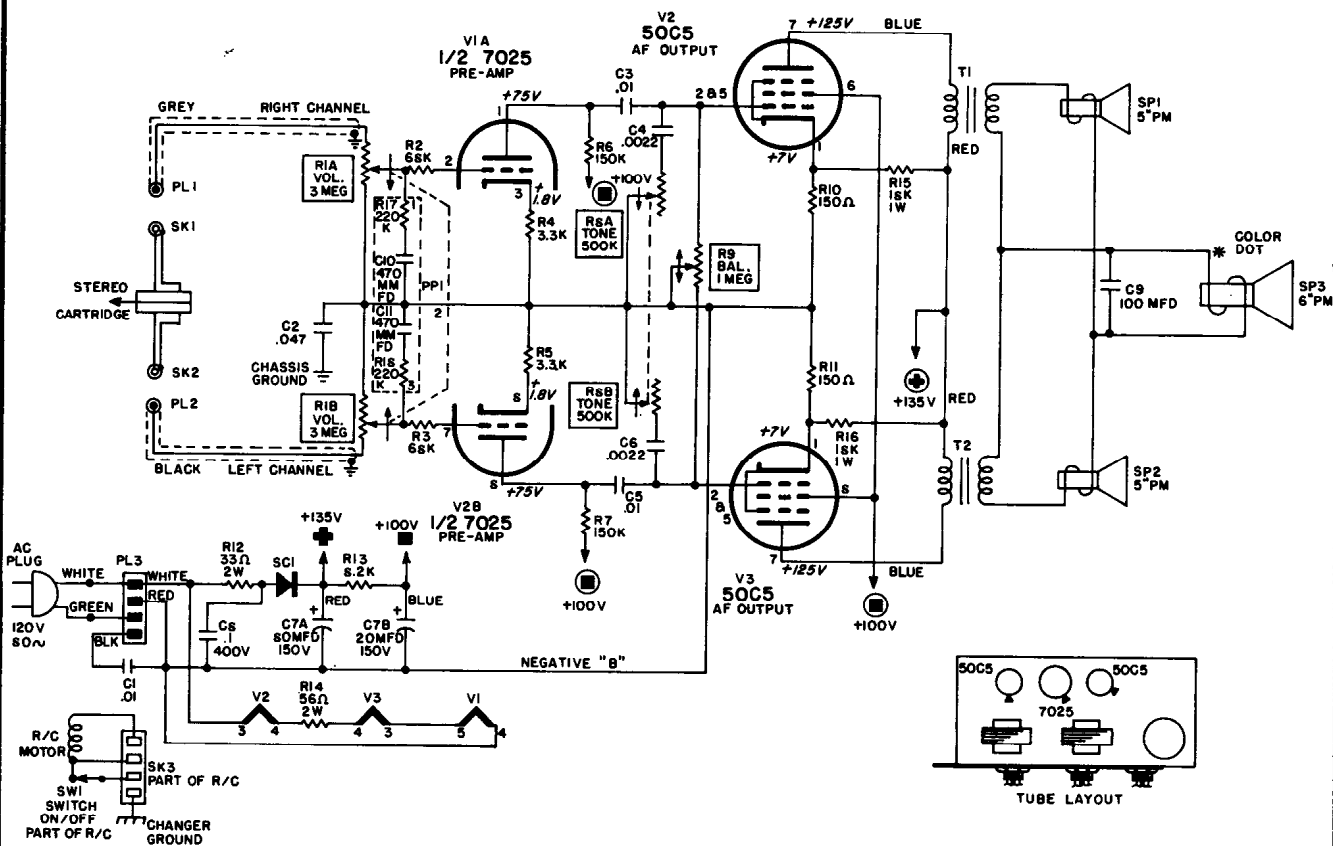 V2
50C5
AF OUTPUT
7 +125V
BLUE
V1A
1/2 7025
PRE-AMP
C3
.01
2 & 5
6
T1
SP1
5"PM
GREY
RIGHT CHANNEL
+75V
1
C4
.0022
R6
150K
+7V
1
RED
R1A
VOL.
3 MEG
R2
68K
2
3
+
1.8V
+100V
R8A
TONE
500K
R10
150Ω
R15
18K
1W
PL1
R17
220
K
1
R4
3.3K
SK1
R9
BAL.
1 MEG
* COLOR
DOT
STEREO
CARTRIDGE
C10
470
MM
FD
PP1
2
C9
100 MFD
SP3
6"PM
C2
.047
C11
470
MM
FD
CHASSIS
GROUND
R18
220
K
3
R5
3.3K
+
1.8V
8
R11
150Ω
+135V
SK2
PL2
R1B
VOL.
3 MEG
R8B
TONE
500K
RED
R3
68K
7
C6
.0022
+7V
1
R16
18K
1W
T2
BLACK
LEFT CHANNEL
8
+75V
C5
.01
2
&
5
8
SP2
5"PM
V2B
1/2 7025
PRE-AMP
R7
150K
7
+125V
BLUE
+135V
+100V
+100V
V3
50C5
AF OUTPUT
+100V
AC
PLUG
WHITE
PL3
WHITE
R12
33Ω
2W
SC1
R13
8.2K
RED
GREEN
RED
BLUE
120V
80~
BLK
C8
.1
400V
+
C7A
80MFD
150V
+
C7B
20MFD
150V
C1
.01
NEGATIVE "B"
V2
R14
56Ω
2W
V3
V1
3
4
4
3
5
4
R/C
MOTOR
SK3
PART OF R/C
SW1
SWITCH
ON/OFF
PART OF R/C
CHANGER
GROUND
50C5
50C5
7025
TUBE LAYOUT